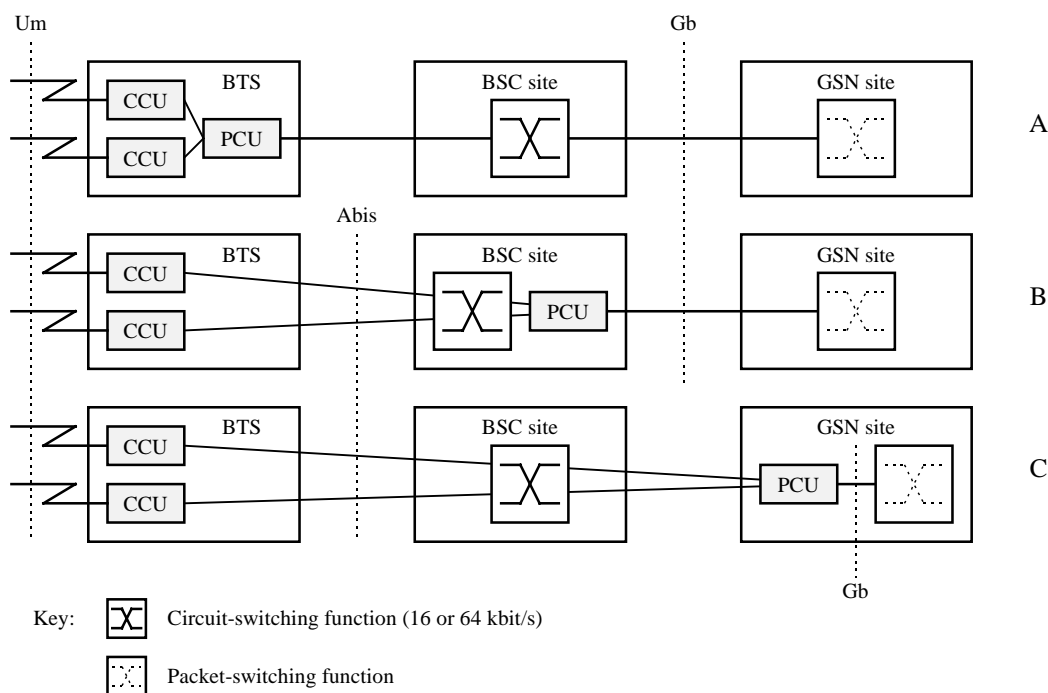 Um
Gb
BTS
BSC site
GSN site
CCU
CCU
PCU
A
Abis
BTS
BSC site
GSN site
CCU
CCU
PCU
B
BTS
BSC site
GSN site
CCU
CCU
PCU
C
Gb
Key:
Circuit-switching function (16 or 64 kbit/s)
Packet-switching function